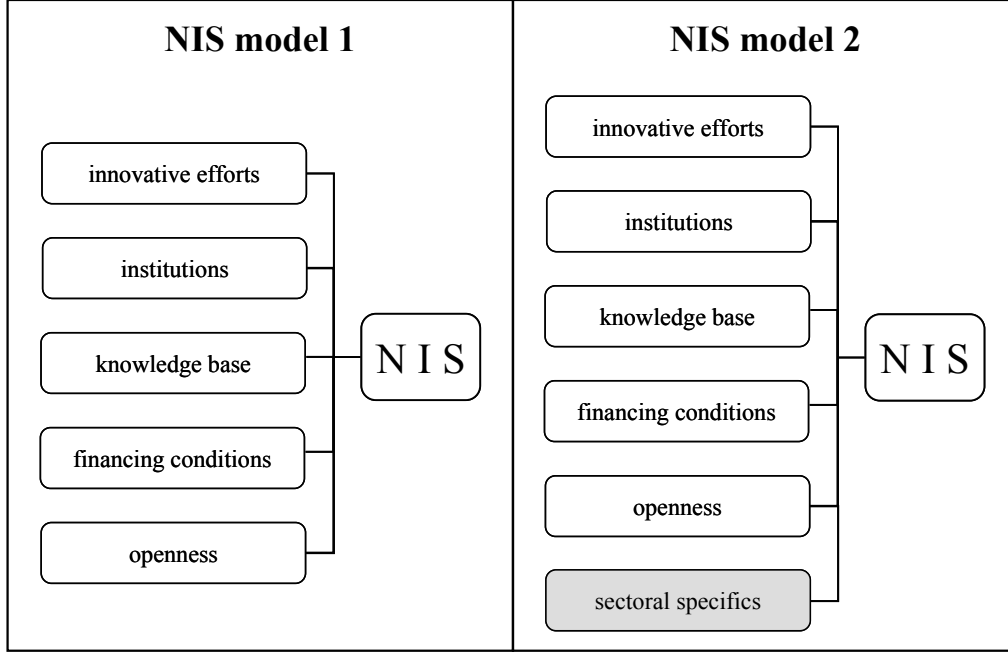 NIS model 1
innovative efforts
institutions
knowledge base
financing conditions
openness
N I S
NIS model 2
innovative efforts
institutions
knowledge base
financing conditions
openness
sectoral specifics
N I S